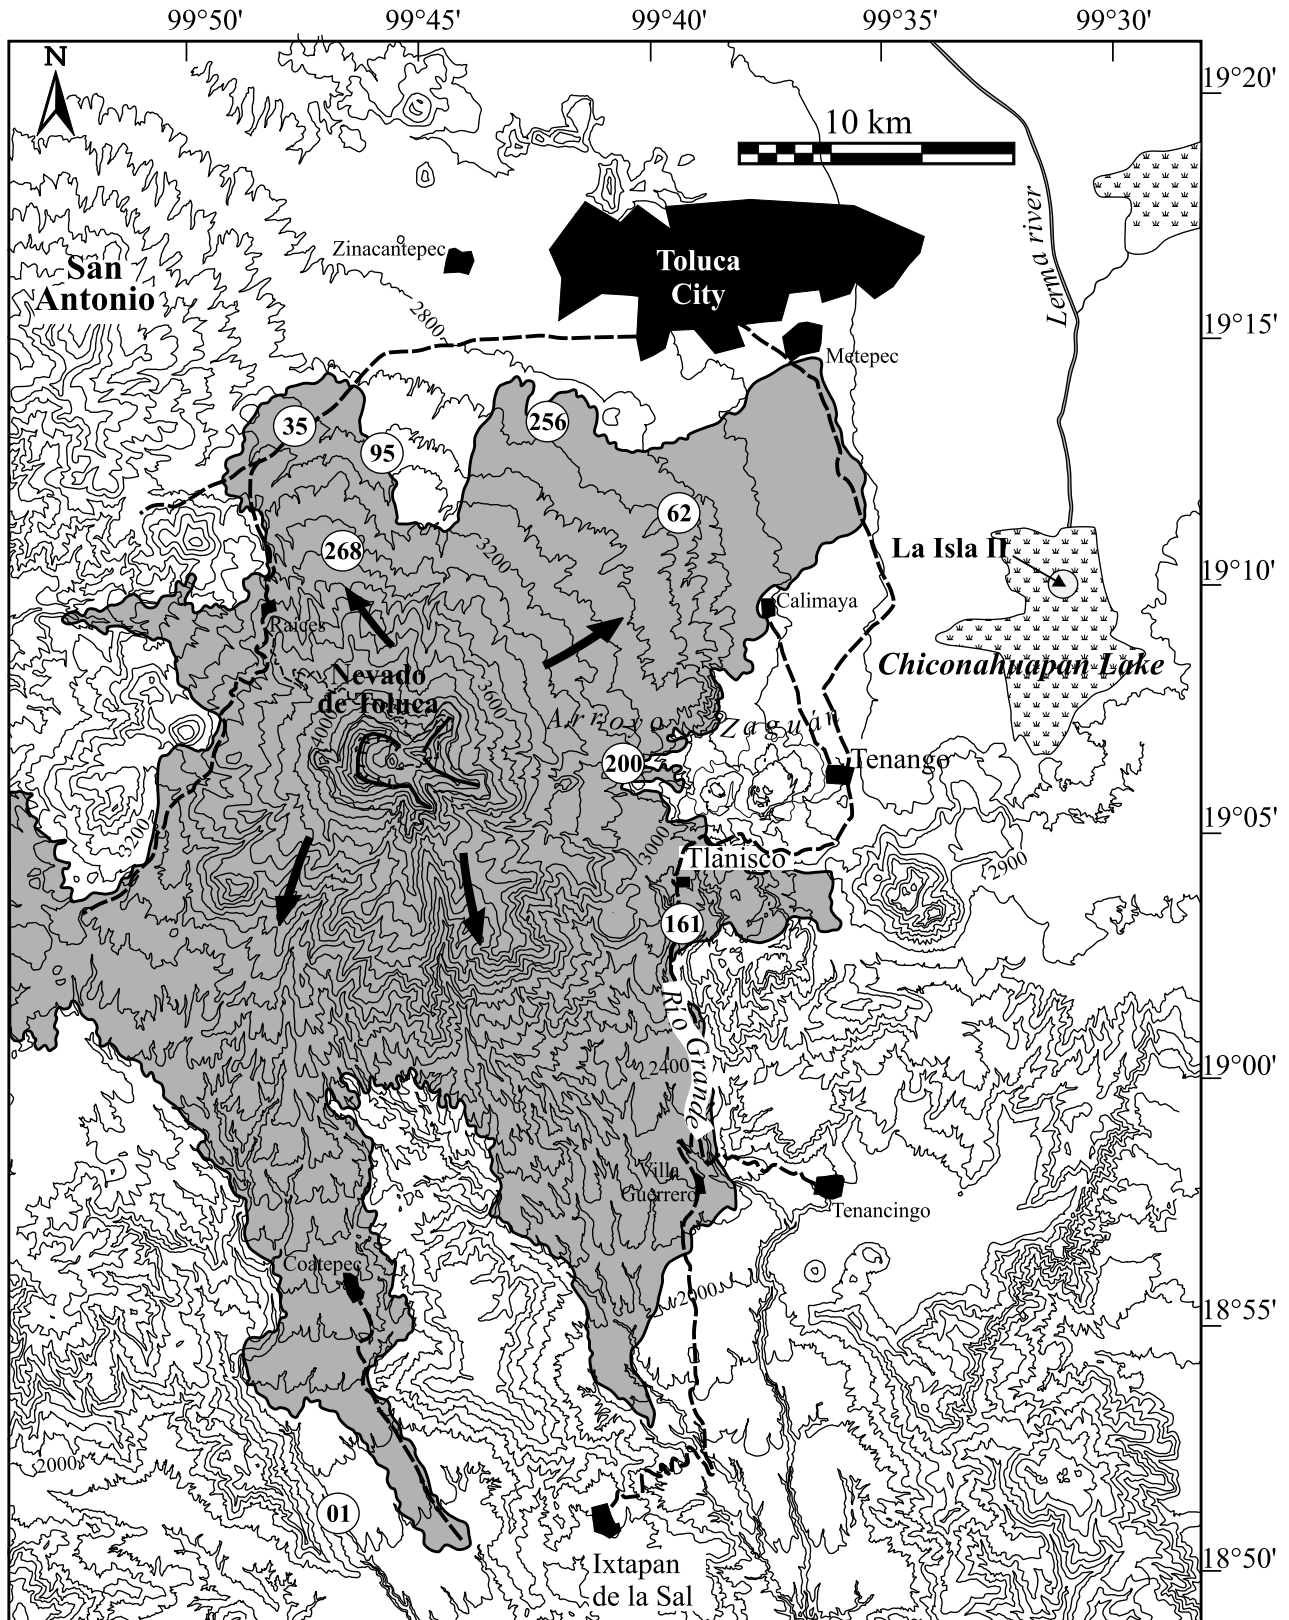 99°50'
99°45'
99°40'
99°35'
99°30'
N
19°20'
10 km
Lerma river
Zinacantepec
San
Antonio
Toluca
City
2800
19°15'
Metepec
35
256
95
62
268
3200
La Isla II
19°10'
Calimaya
Raices
Chiconahuapan Lake
Nevado
de Toluca
3600
4000
Arroyo Zaguán
200
Tenango
3200
19°05'
3000
Tlanisco
2900
161
Río Grande
2400
19°00'
Villa
Guerrero
Tenancingo
Coatepec
2000
18°55'
2000
01
18°50'
Ixtapan
de la Sal